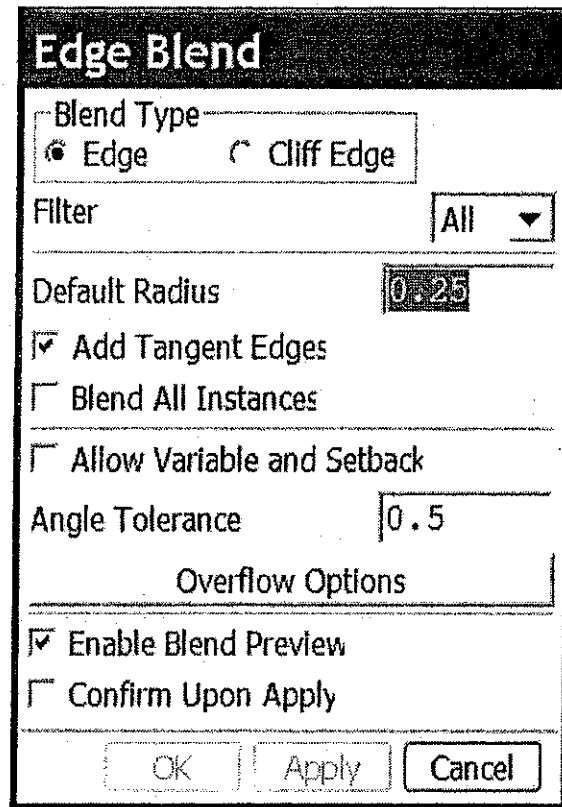 Edge Blend
Blend Type
Edge Cliff Edge
Filter All
Default Radius 0.25
Add Tangent Edges
Blend All Instances
Allow Variable and Setback
Angle Tolerance 0.5
Overflow Options
Enable Blend Preview
Confirm Upon Apply
OK Apply Cancel